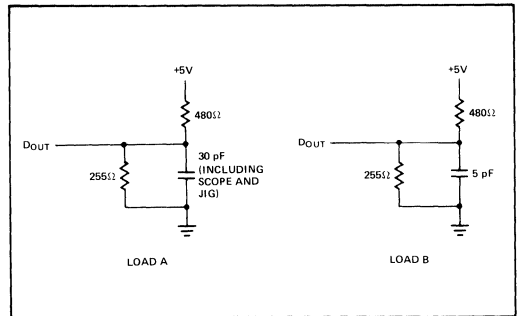 +5V
480Ω
DOUT
255Ω
30 pF
(INCLUDING
SCOPE AND
JIG)
LOAD A
+5V
480Ω
DOUT
255Ω
5 pF
LOAD B